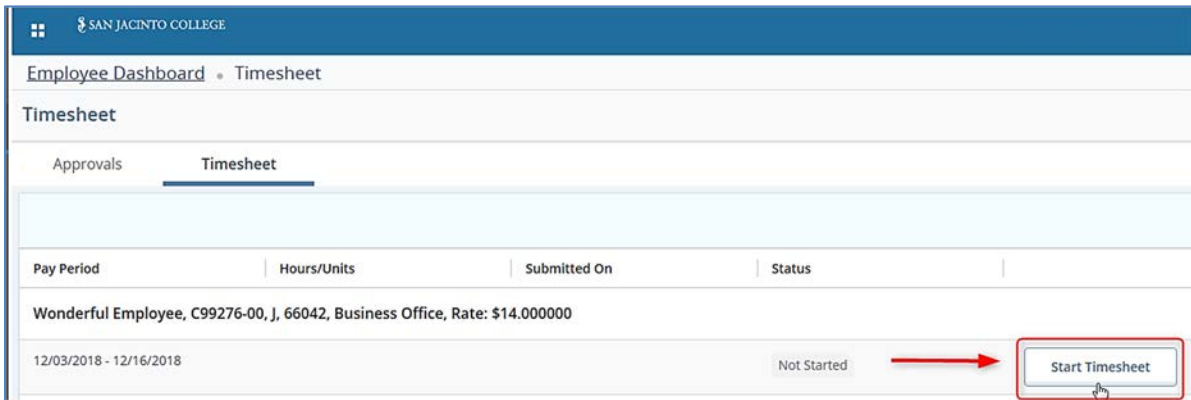 SAN JACINTO COLLEGE
Employee Dashboard • Timesheet
Timesheet
Approvals Timesheet
Pay Period Hours/Units Submitted On Status
Wonderful Employee, C99276-00, J, 66042, Business Office, Rate: $14.000000
12/03/2018 - 12/16/2018 Not Started Start Timesheet